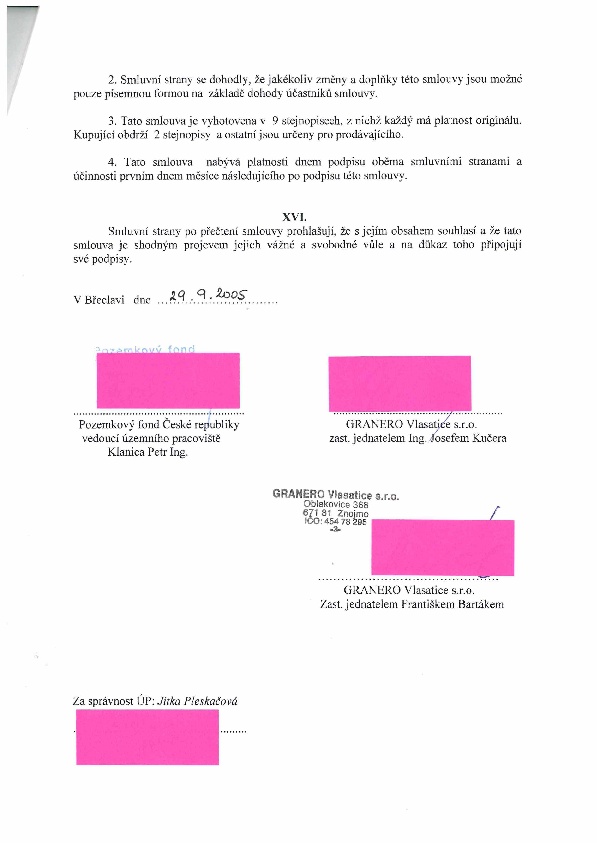 2. Smluvní strany se dohodly, že jakékoliv změny a doplňky této smlouvy jsou možné
pouze písemnou formou na základě dohody účastníků smlouvy.
3. Tato smlouva je vyhotovena v 9 stejnopisech, z nichž každý má platnost originálu.
Kupující obdrží 2 stejnopisy a ostatní jsou určeny pro prodávajícího.
4. Tato smlouva nabývá platnosti dnem podpisu oběma smluvními stranami a
účinnosti prvním dnem měsíce následujícího po podpisu této smlouvy.
XVI.
Smluvní strany po přečtení smlouvy prohlašují, že s jejím obsahem souhlasí a že tato
smlouva je shodným projevem jejich vážné a svobodné vůle a na důkaz toho připojují
své podpisy.
V Břeclavi dne 29.9.2005
Pozemkový fond
Pozemkový fond České republiky
vedoucí územního pracoviště
Klanica Petr Ing.
GRANERO Vlasatice s.r.o.
zast. jednatelem Ing. Josefem Kučera
GRANERO Vlasatice s.r.o.
Oblekovice 368
671 81 Znojmo
IČO: 454 78 295
-3-
GRANERO Vlasatice s.r.o.
Zast. jednatelem Františkem Bartákem
Za správnost ÚP: Jitka Pleskačová